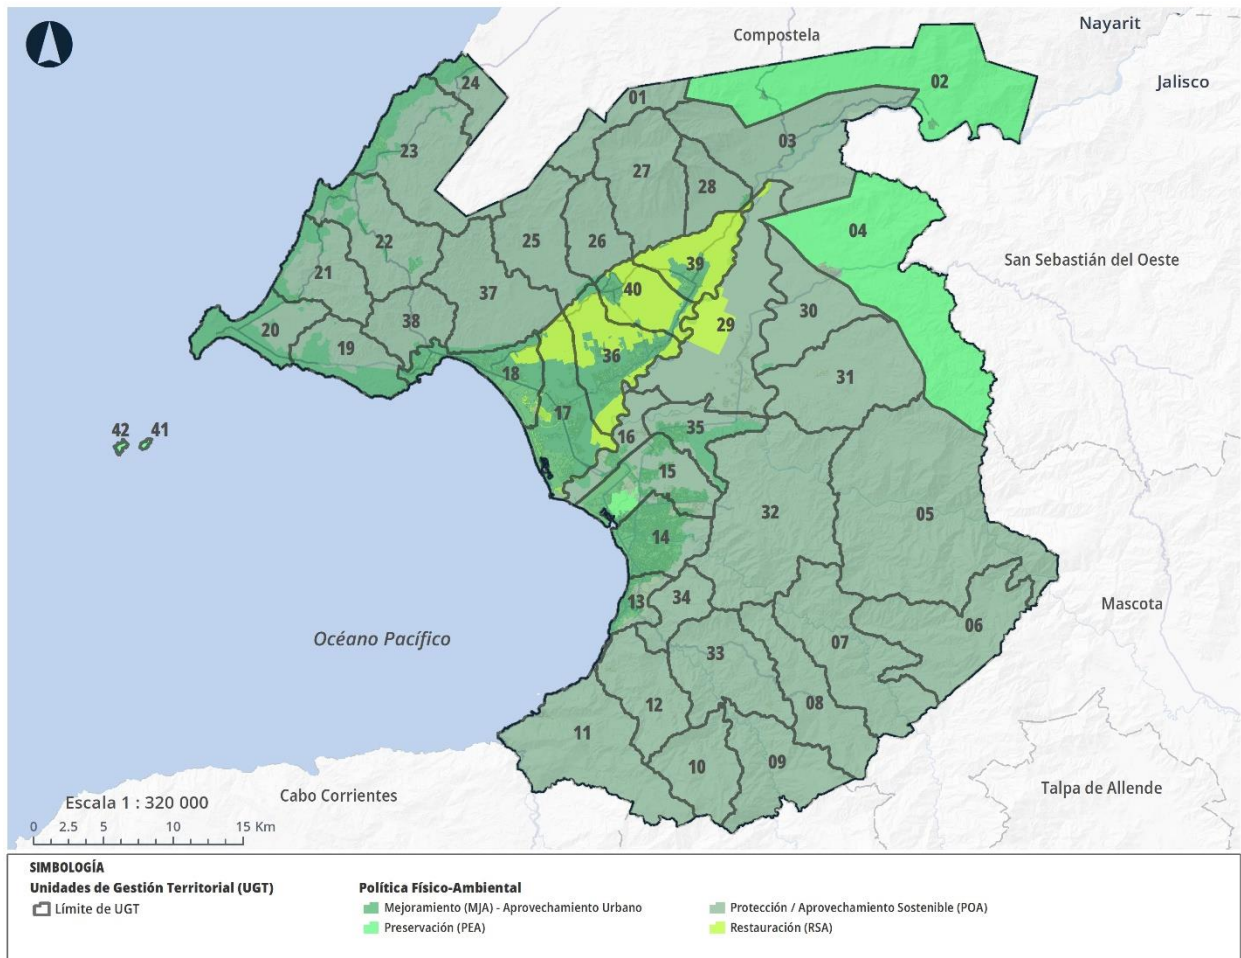 Nayarit
Compostela
Jalisco
24
01
02
03
23
27
28
04
22
25
26
San Sebastián del Oeste
21
39
37
40
30
20
38
29
19
36
31
18
17
42
41
16
35
15
32
05
14
Mascota
13
34
06
Océano Pacífico
07
33
12
08
11
10
09
Talpa de Allende
Cabo Corrientes
Escala 1 : 320 000
0 2.5 5 10 15 Km
SIMBOLOGÍA
Unidades de Gestión Territorial (UGT)
Límite de UGT
Política Físico-Ambiental
Mejoramiento (MJA) - Aprovechamiento Urbano
Preservación (PEA)
Protección / Aprovechamiento Sostenible (POA)
Restauración (RSA)